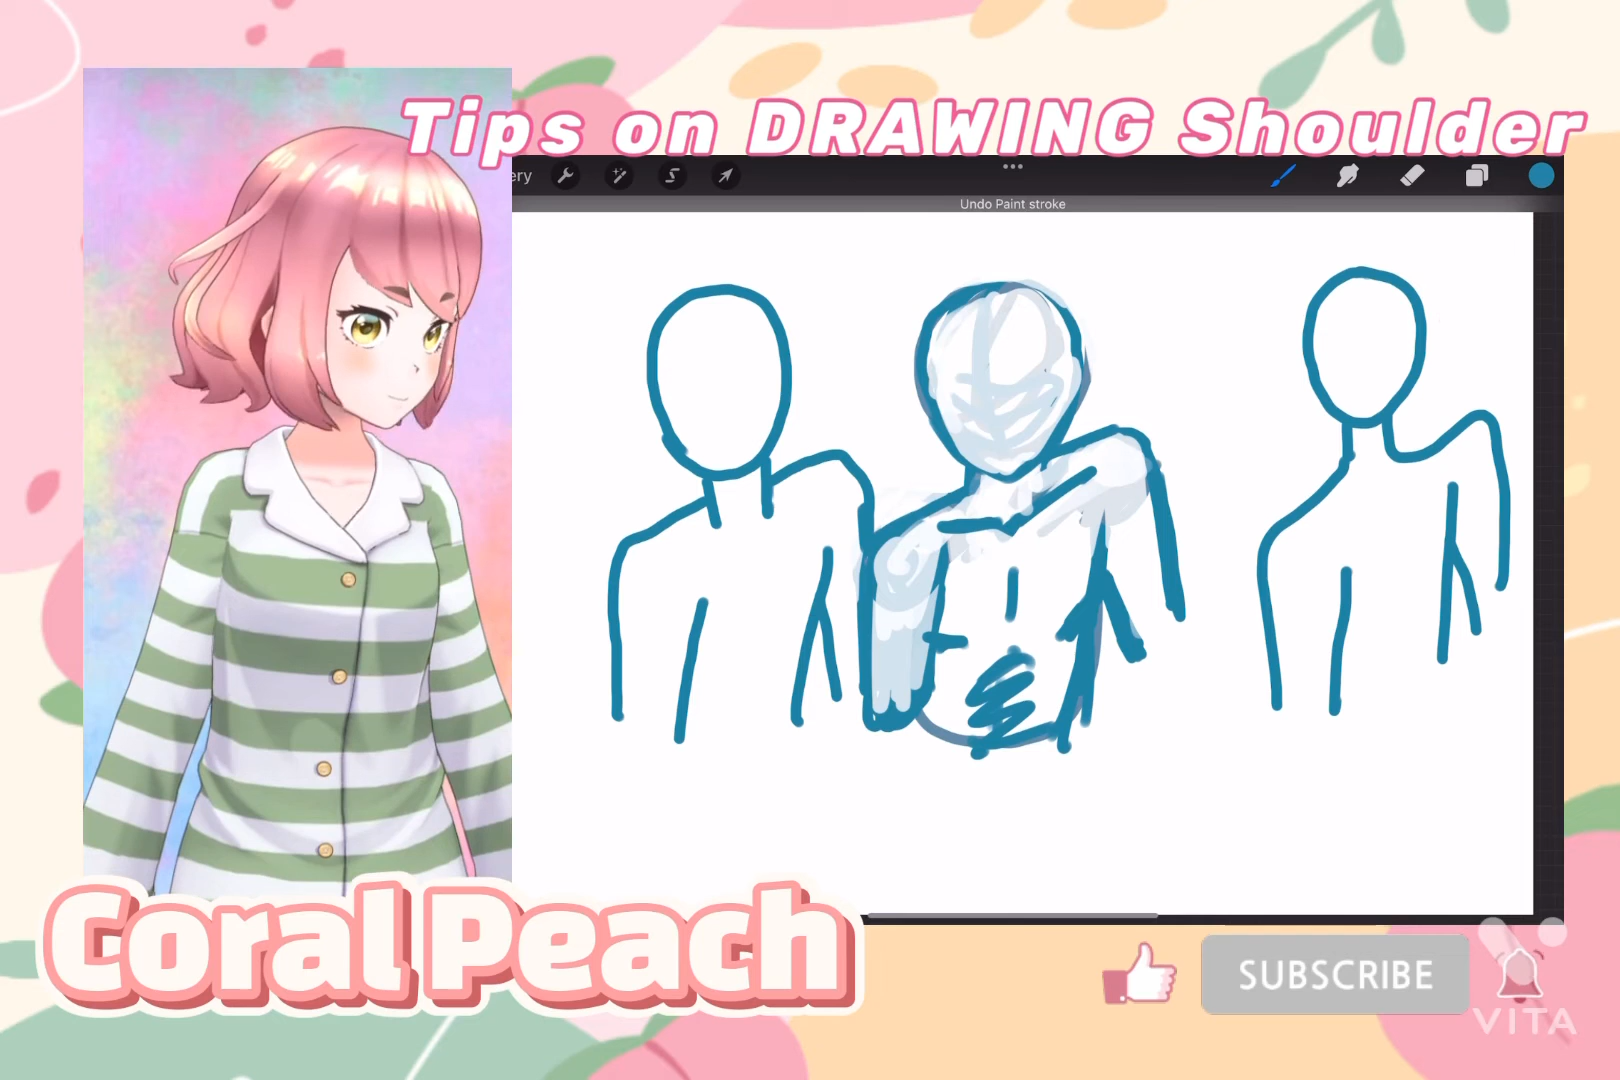 Tips on DRAWING Shoulder
ery
Undo Paint stroke
Coral Peach
SUBSCRIBE
VITA